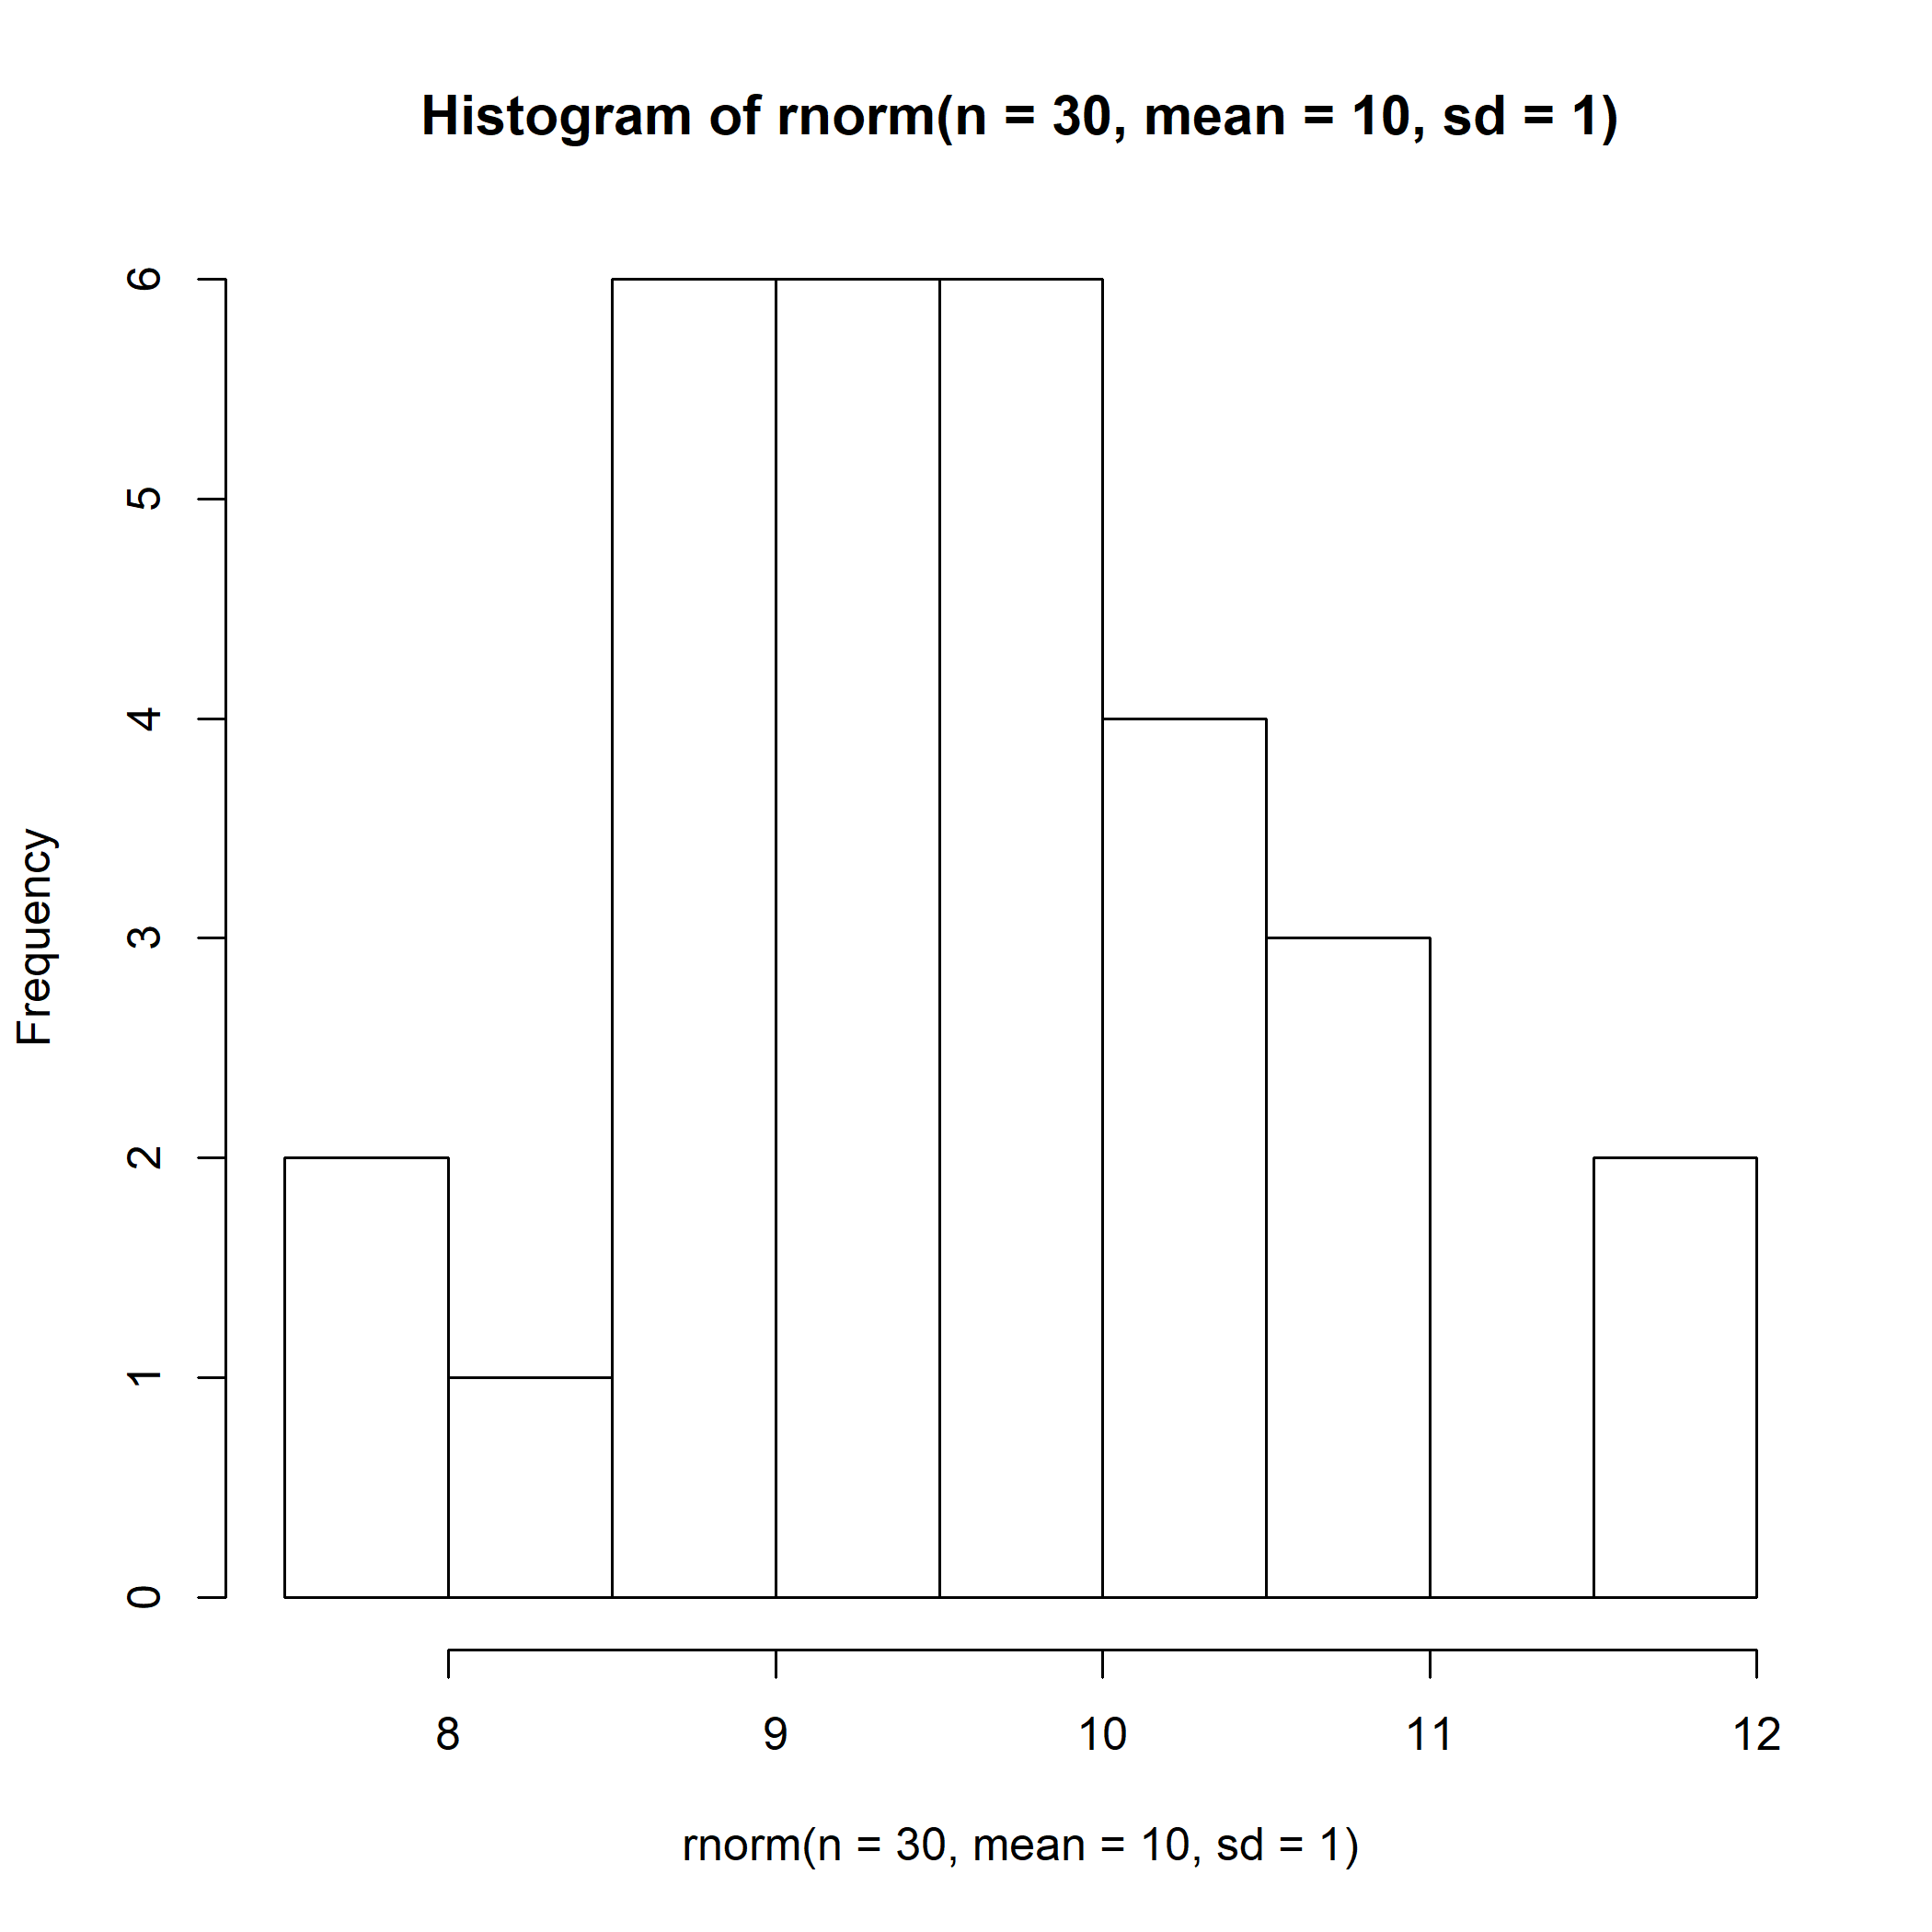 Histogram of rnorm(n = 30, mean = 10, sd = 1)
6
5
4
3
2
1
0
Frequency
8 9 10 11 12
rnorm(n = 30, mean = 10, sd = 1)